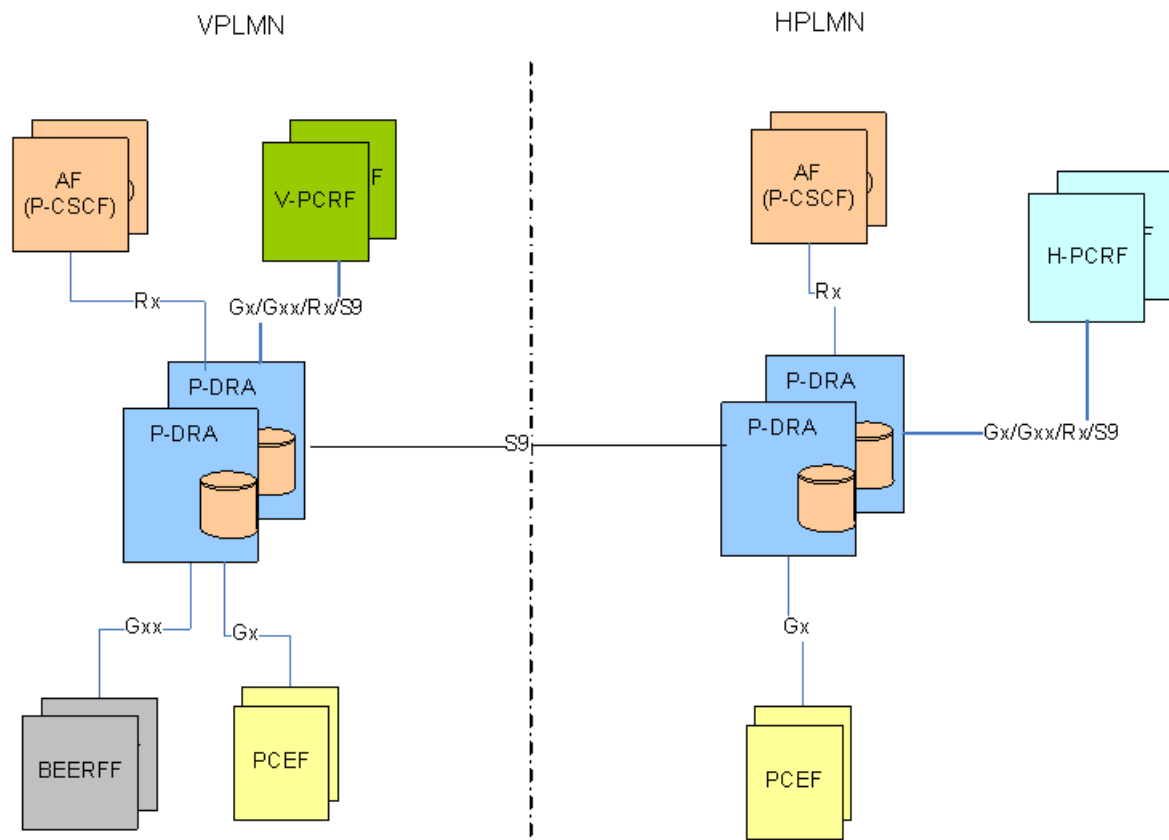 VPLMN
HPLMN
AF
(P-CSCF)
)
V-PCRF
F
AF
(P-CSCF)
)
H-PCRF
F
Rx
Gx/Gxx/Rx/S9
Rx
P-DRA
P-DRA
P-DRA
P-DRA
S9
Gx/Gxx/Rx/S9
Gxx
Gx
Gx
BEERFF
PCEF
PCEF